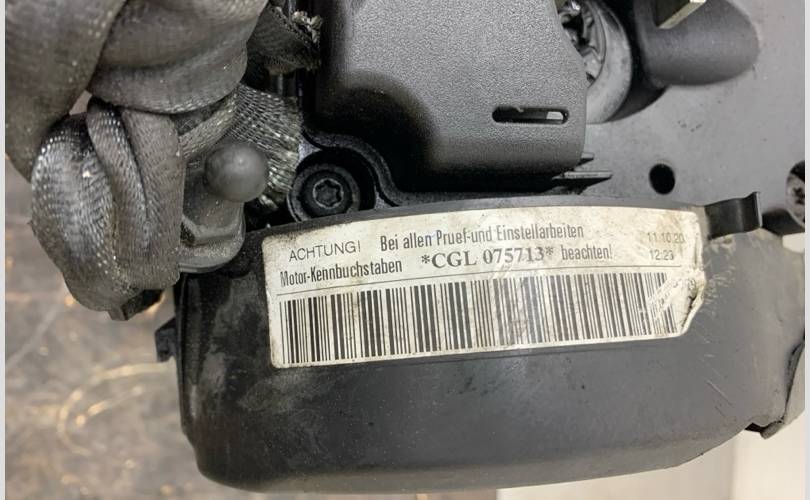 ACHTUNG! Bei allen Pruef-und Einstellarbeiten 11.10.20
Motor-Kennbuchstaben *CGL 075713* beachten! 12:23